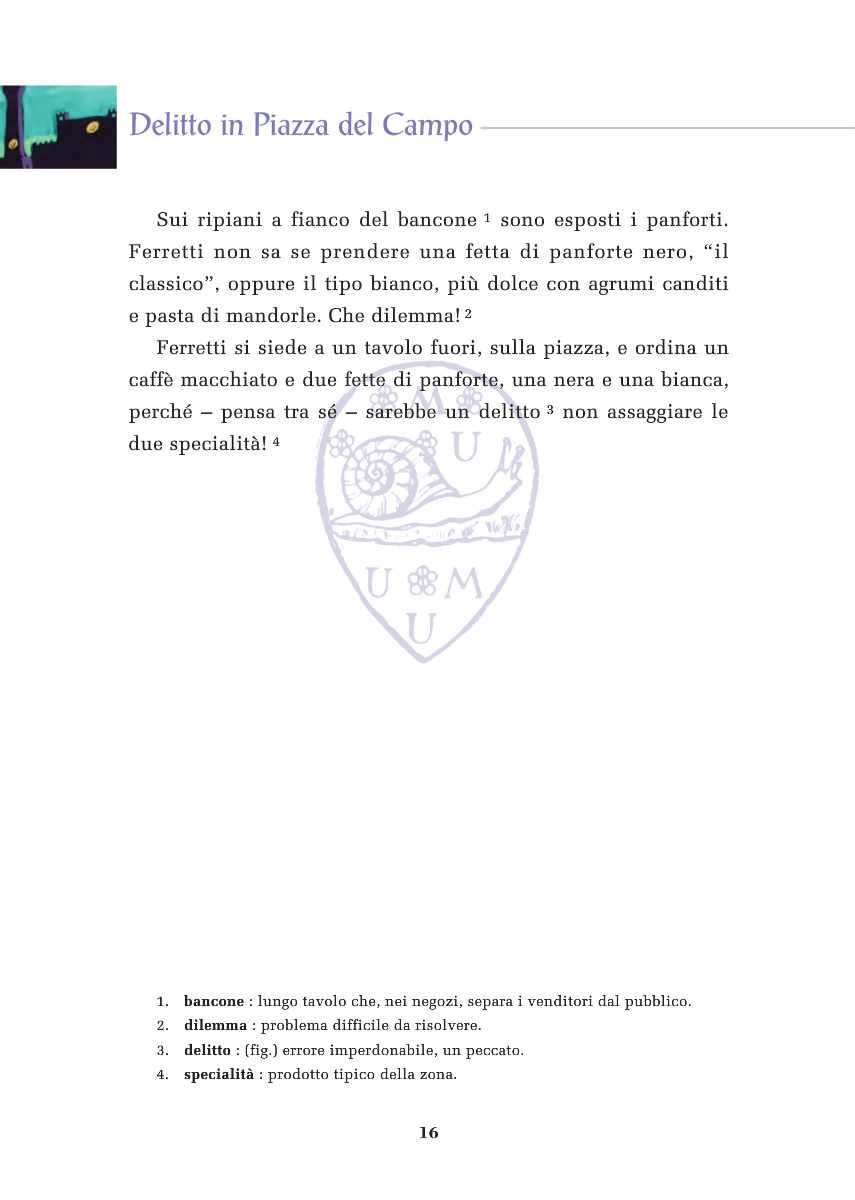 Delitto in Piazza del Campo
Sui ripiani a fianco del bancone 1 sono esposti i panforti.
Ferretti non sa se prendere una fetta di panforte nero, “il
classico”, oppure il tipo bianco, più dolce con agrumi canditi
e pasta di mandorle. Che dilemma! 2
Ferretti si siede a un tavolo fuori, sulla piazza, e ordina un
caffè macchiato e due fette di panforte, una nera e una bianca,
perché – pensa tra sé – sarebbe un delitto 3 non assaggiare le
due specialità! 4
M
U
U M
U
1. bancone : lungo tavolo che, nei negozi, separa i venditori dal pubblico.
2. dilemma : problema difficile da risolvere.
3. delitto : (fig.) errore imperdonabile, un peccato.
4. specialità : prodotto tipico della zona.
16